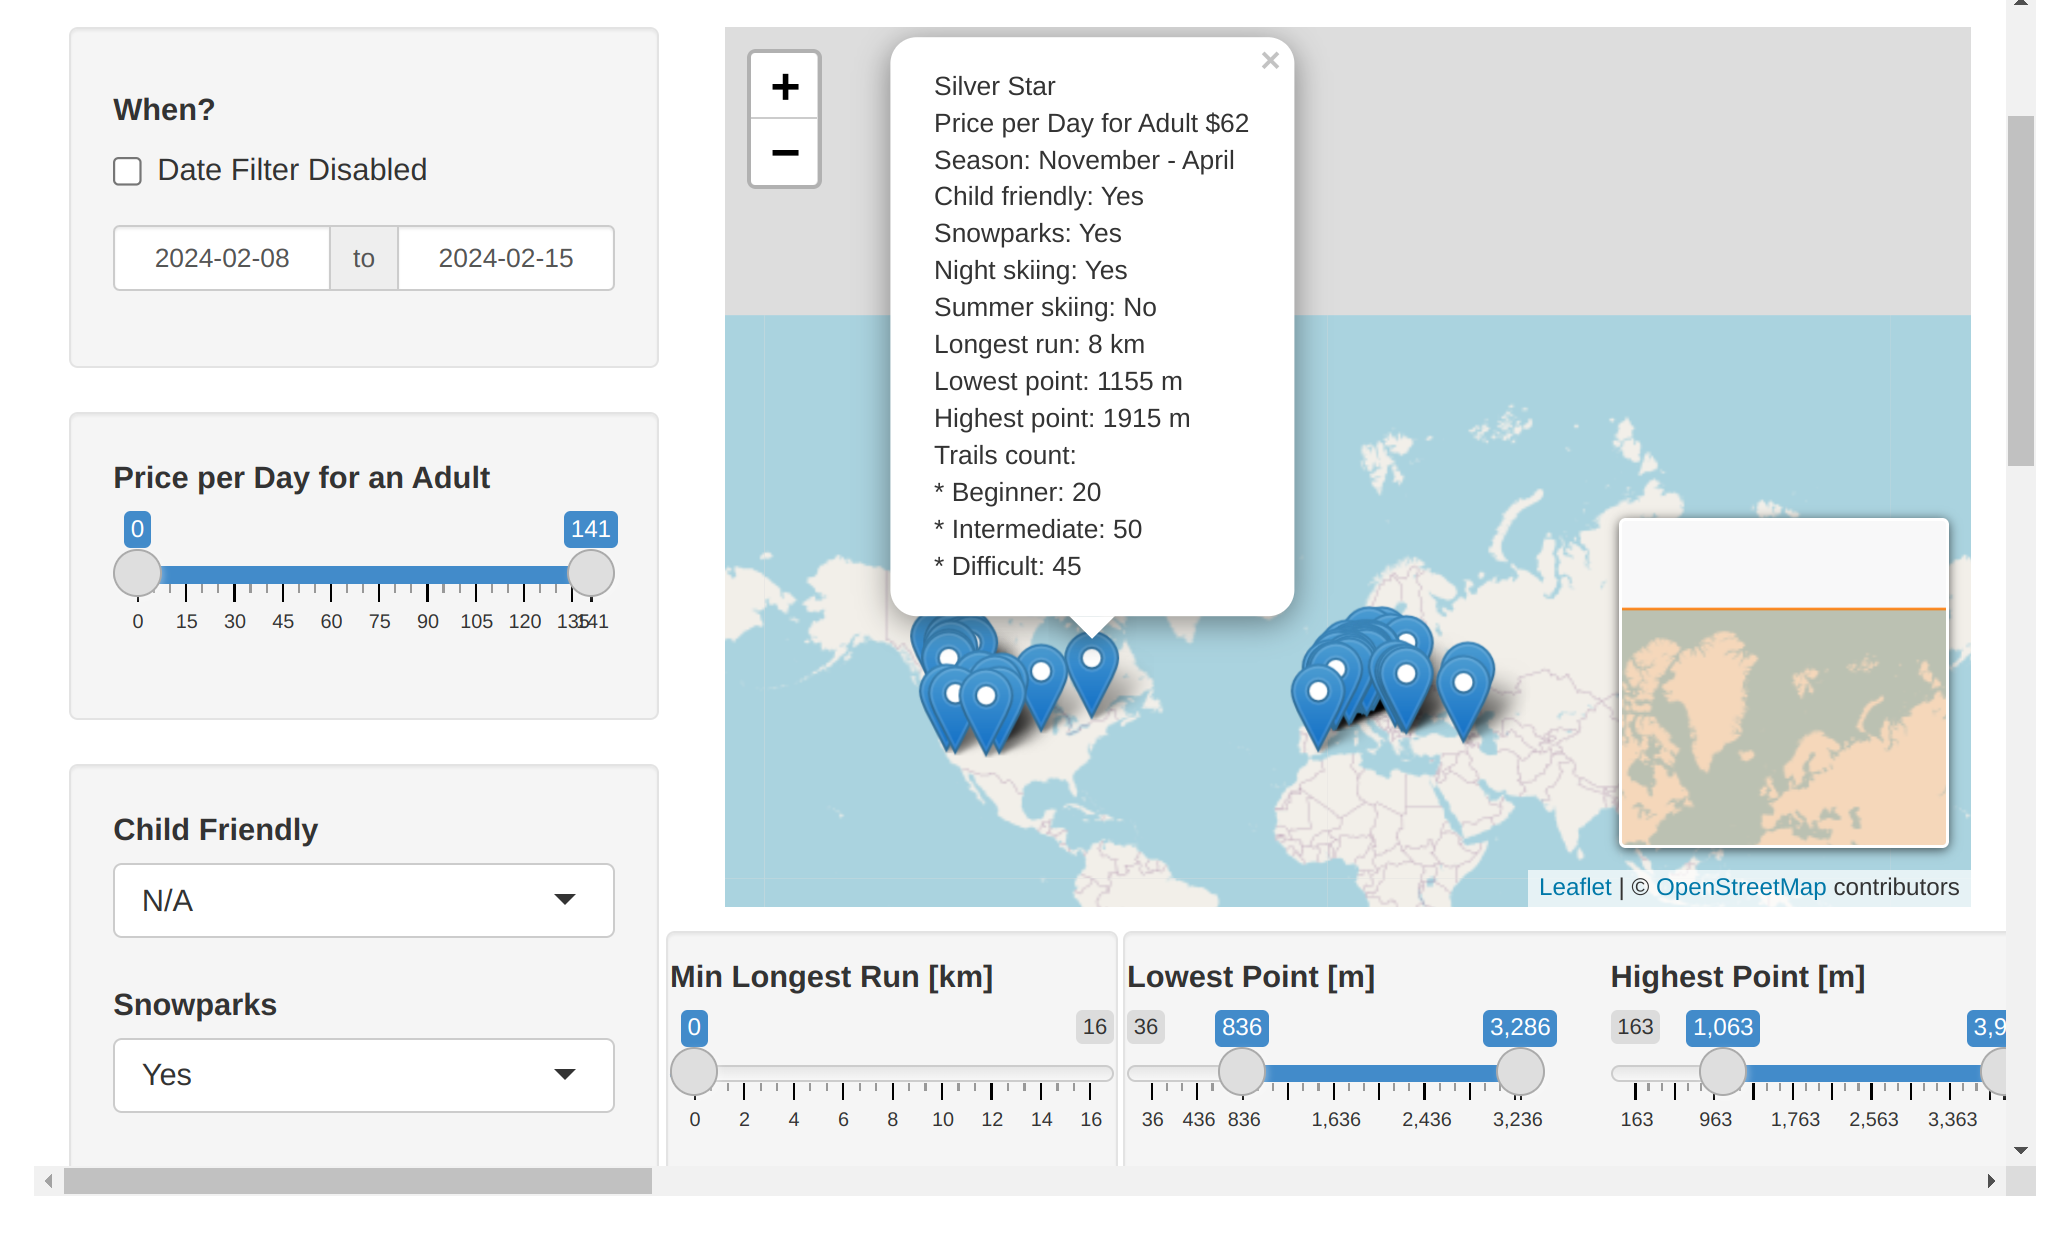 When?
Date Filter Disabled
2024-02-08 to 2024-02-15
Price per Day for an Adult
0 141
0 15 30 45 60 75 90 105 120 135 141
Child Friendly
N/A
Snowparks
Yes
+
−
×
Silver Star
Price per Day for Adult $62
Season: November - April
Child friendly: Yes
Snowparks: Yes
Night skiing: Yes
Summer skiing: No
Longest run: 8 km
Lowest point: 1155 m
Highest point: 1915 m
Trails count:
* Beginner: 20
* Intermediate: 50
* Difficult: 45
Leaflet | © OpenStreetMap contributors
Min Longest Run [km]
0 16
0 2 4 6 8 10 12 14 16
Lowest Point [m]
36 836 3,286
36 436 836 1,636 2,436 3,236
Highest Point [m]
163 1,063 3,9
163 963 1,763 2,563 3,363